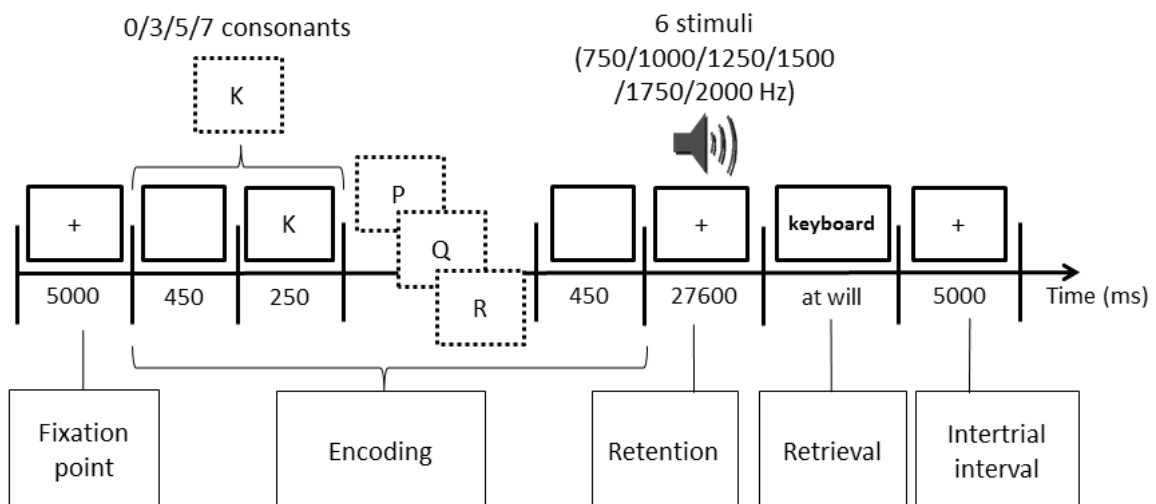 0/3/5/7 consonants
K
6 stimuli
(750/1000/1250/1500
/1750/2000 Hz)
+
K
P
Q
R
+
keyboard
+
5000
450
250
450
27600
at will
5000
Time (ms)
Fixation
point
Encoding
Retention
Retrieval
Intertrial
interval